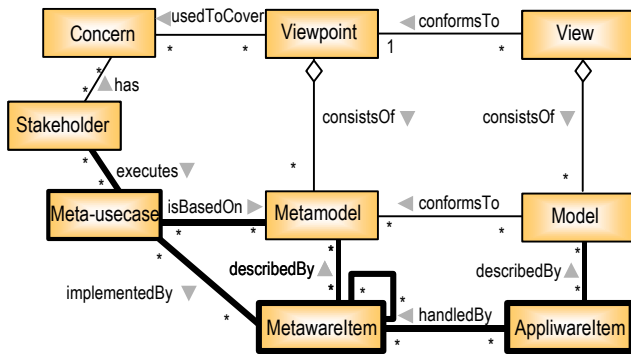 Concern
usedToCover
Viewpoint
conformsTo
View
*
*
1
*
*
has
*
consistsOf
consistsOf
Stakeholder
*
*
*
executes
*
Meta-usecase
isBasedOn
Metamodel
conformsTo
Model
*
*
*
*
*
*
*
implementedBy
describedBy
describedBy
*
*
*
*
*
handledBy
MetawareItem
AppliwareItem
*
*